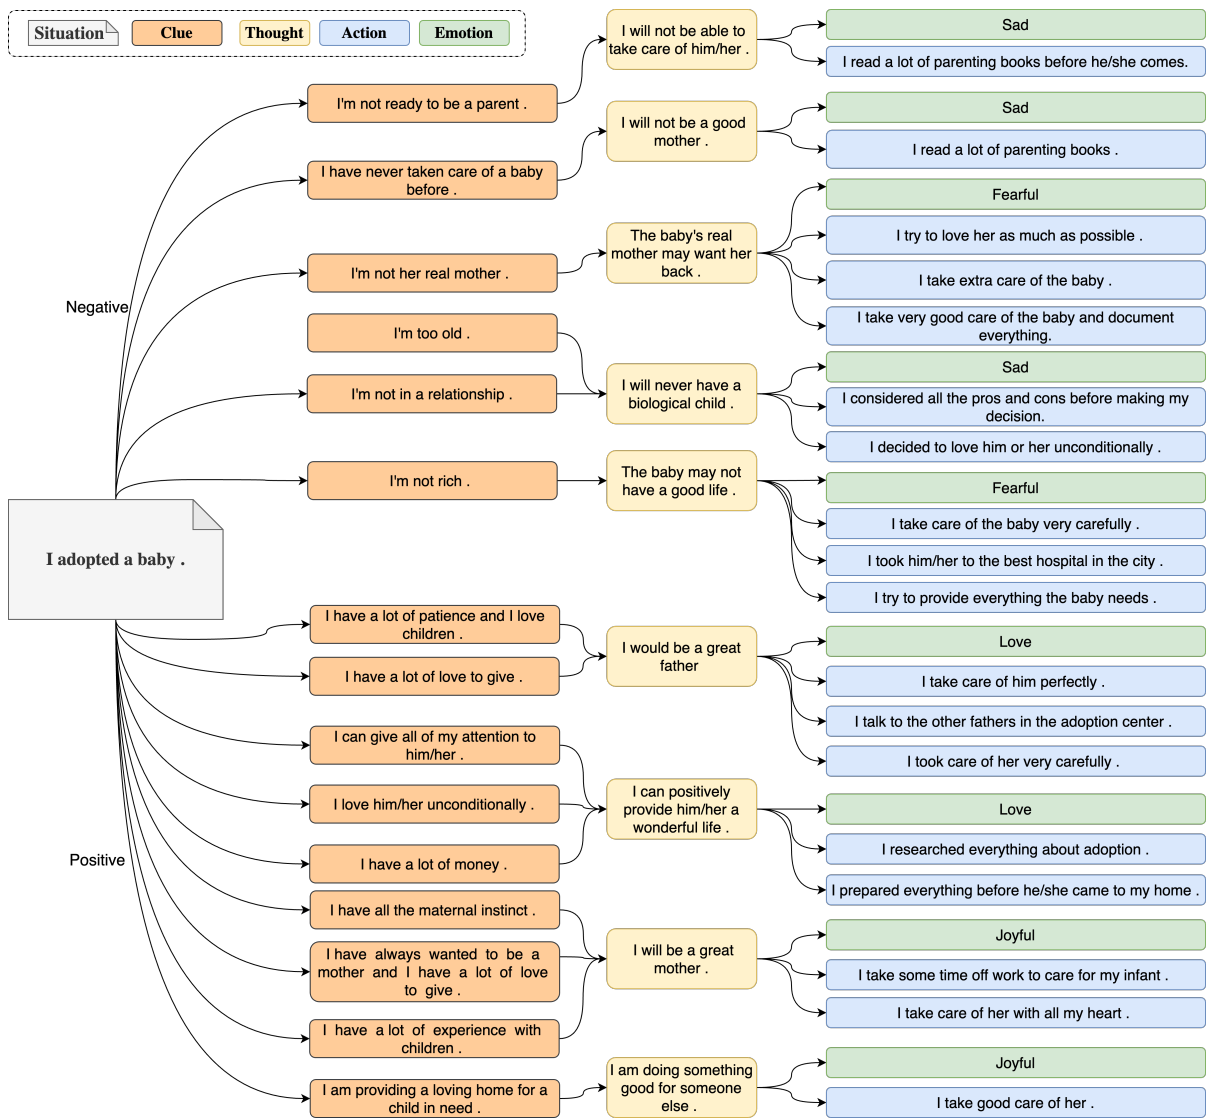 Situation
Clue
Thought
Action
Emotion
I adopted a baby .
Negative
Positive
I'm not ready to be a parent .
I have never taken care of a baby
before .
I'm not her real mother .
I'm too old .
I'm not in a relationship .
I'm not rich .
I have a lot of patience and I love
children .
I have a lot of love to give .
I can give all of my attention to
him/her .
I love him/her unconditionally .
I have a lot of money .
I have all the maternal instinct .
I have always wanted to be a
mother and I have a lot of love
to give .
I have a lot of experience with
children .
I am providing a loving home for a
child in need .
I will not be able to
take care of him/her .
I will not be a good
mother .
The baby's real
mother may want her
back .
I will never have a
biological child .
The baby may not
have a good life .
I would be a great
father
I can positively
provide him/her a
wonderful life .
I will be a great
mother .
I am doing something
good for someone
else .
Sad
I read a lot of parenting books before he/she comes.
Sad
I read a lot of parenting books .
Fearful
I try to love her as much as possible .
I take extra care of the baby .
I take very good care of the baby and document
everything.
Sad
I considered all the pros and cons before making my
decision.
I decided to love him or her unconditionally .
Fearful
I take care of the baby very carefully .
I took him/her to the best hospital in the city .
I try to provide everything the baby needs .
Love
I take care of him perfectly .
I talk to the other fathers in the adoption center .
I took care of her very carefully .
Love
I researched everything about adoption .
I prepared everything before he/she came to my home .
Joyful
I take some time off work to care for my infant .
I take care of her with all my heart .
Joyful
I take good care of her .